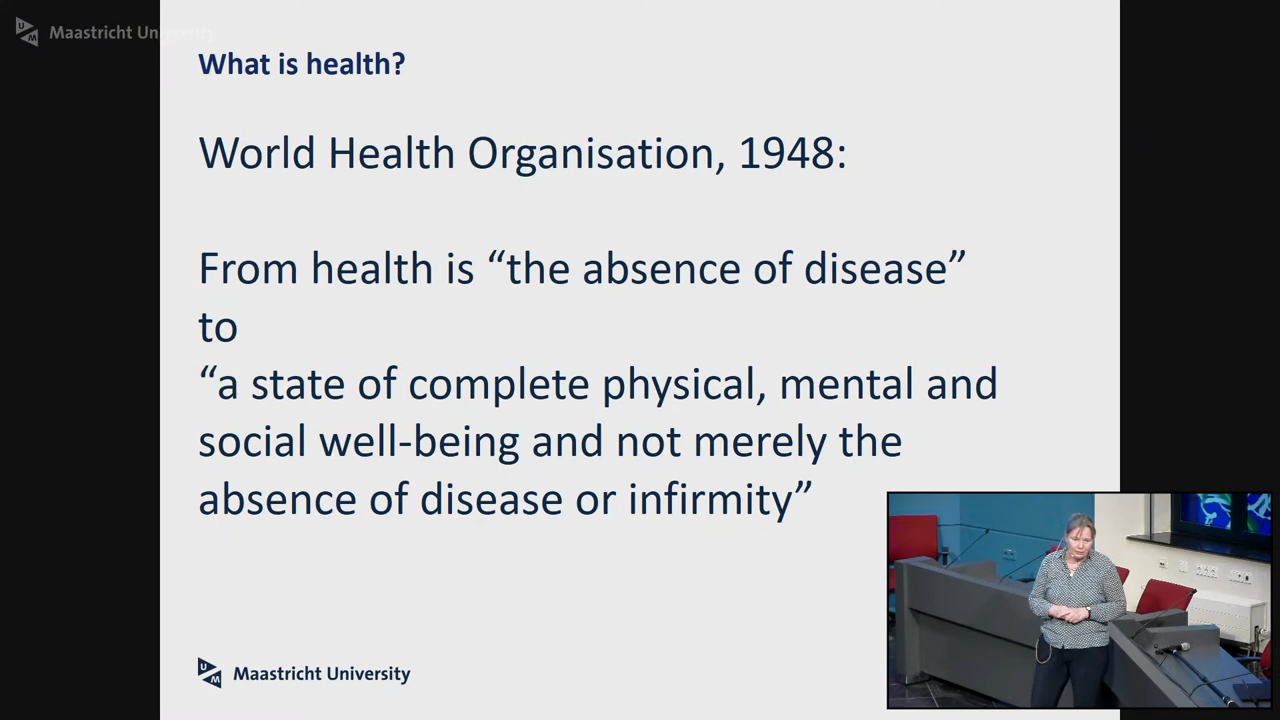 Maastricht University
What is health?
World Health Organisation, 1948:
From health is “the absence of disease”
to
“a state of complete physical, mental and
social well-being and not merely the
absence of disease or infirmity”
Maastricht University